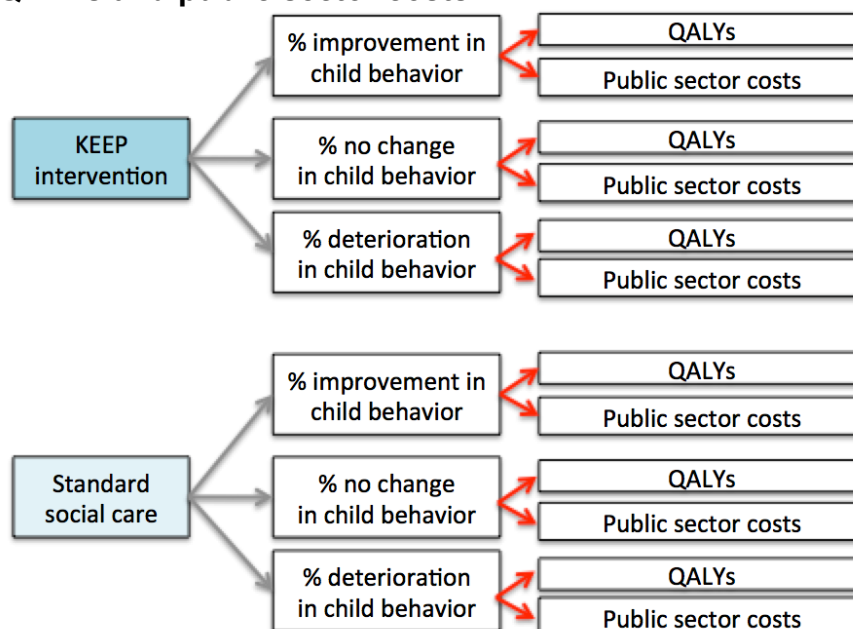 % improvement in
child behavior
QALYs
Public sector costs
KEEP
intervention
% no change
in child behavior
QALYs
Public sector costs
% deterioration
in child behavior
QALYs
Public sector costs
% improvement in
child behavior
QALYs
Public sector costs
Standard
social care
% no change
in child behavior
QALYs
Public sector costs
% deterioration
in child behavior
QALYs
Public sector costs